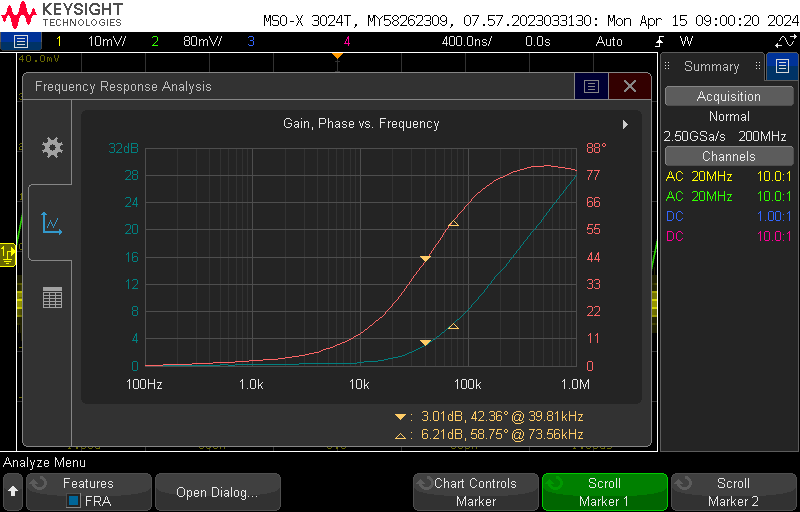 KEYSIGHT
TECHNOLOGIES
MSO-X 3024T, MY58262309, 07.57.2023033130: Mon Apr 15 09:00:20 2024
1 10mV/ 2 80mV/ 3 4 400.0ns/ 0.0s Auto W
40.0mV
Summary
Frequency Response Analysis
Acquisition
Normal
2.50GSa/s 200MHz
Channels
AC 20MHz 10.0:1
AC 20MHz 10.0:1
DC 1.00:1
DC 10.0:1
Gain, Phase vs. Frequency
32dB 88°
28 77
24 66
20 55
16 44
12 33
8 22
4 11
0 0
100Hz 1.0k 10k 100k 1.0M
: 3.01dB, 42.36° @ 39.81kHz
: 6.21dB, 58.75° @ 73.56kHz
1
Analyze Menu
Features
FRA
Open Dialog...
Chart Controls
Marker
Scroll
Marker 1
Scroll
Marker 2